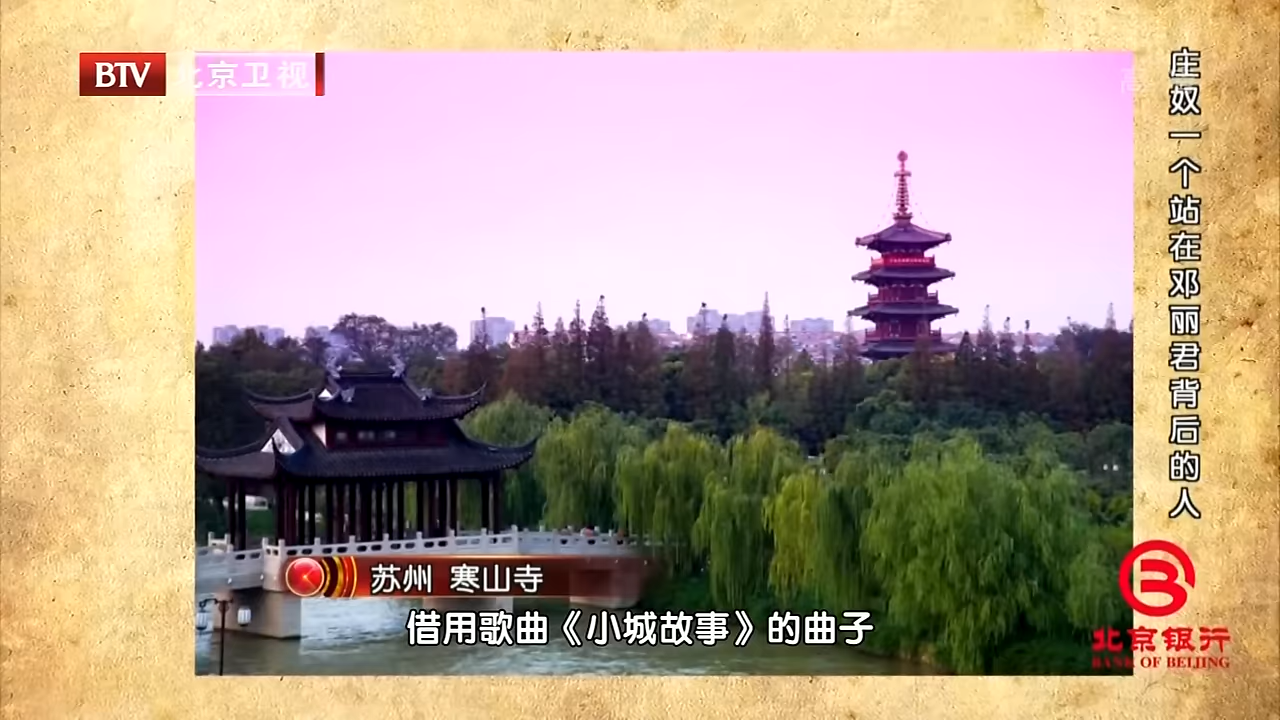 BTV 北京卫视
庄奴一个站在邓丽君背后的人
苏州 寒山寺
借用歌曲《小城故事》的曲子
北京银行
BANK OF BEIJING